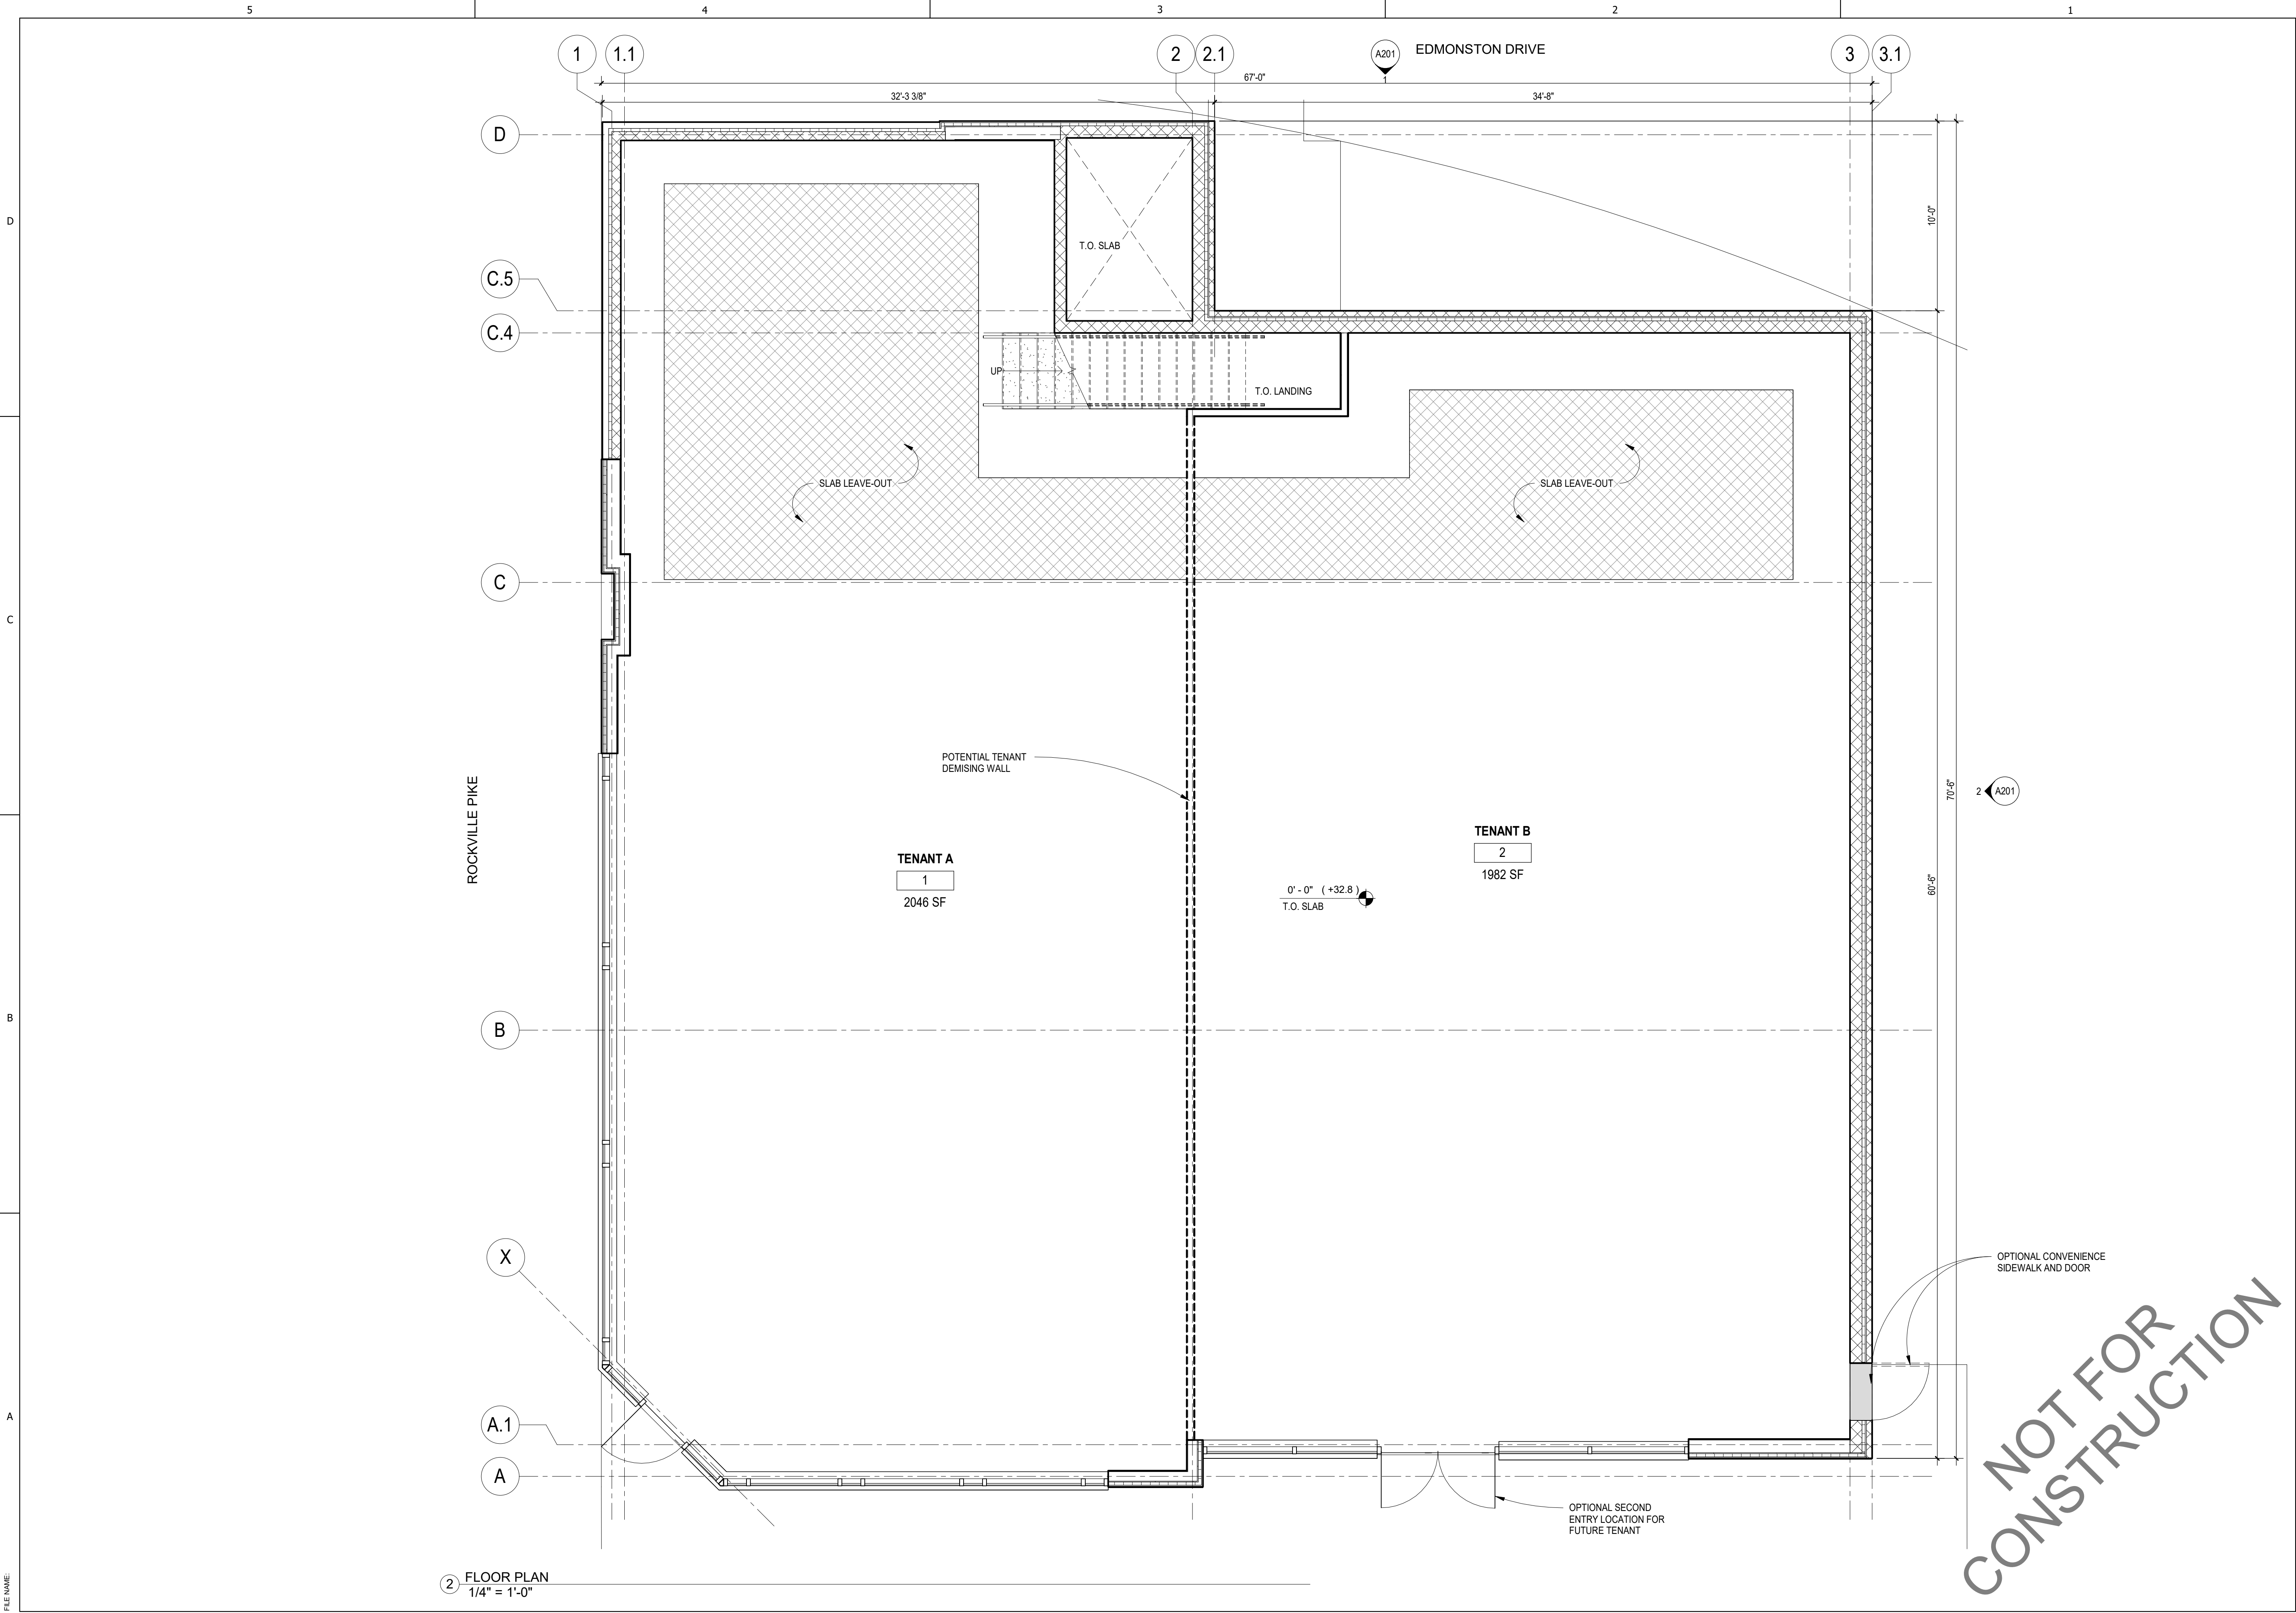 5
4
3
2
1
1
1.1
2
2.1
A201
1
EDMONSTON DRIVE
3
3.1
67'-0"
32'-3 3/8"
34'-8"
D
D
10'-0"
T.O. SLAB
C.5
C.4
UP
T.O. LANDING
SLAB LEAVE-OUT
SLAB LEAVE-OUT
C
C
POTENTIAL TENANT
DEMISING WALL
ROCKVILLE PIKE
70'-6"
2
A201
TENANT A
1
2046 SF
TENANT B
2
1982 SF
0' - 0" ( +32.8 )
T.O. SLAB
60'-6"
B
B
X
OPTIONAL CONVENIENCE
SIDEWALK AND DOOR
A
A.1
A
OPTIONAL SECOND
ENTRY LOCATION FOR
FUTURE TENANT
NOT FOR
CONSTRUCTION
2
FLOOR PLAN
1/4" = 1'-0"
FILE NAME: